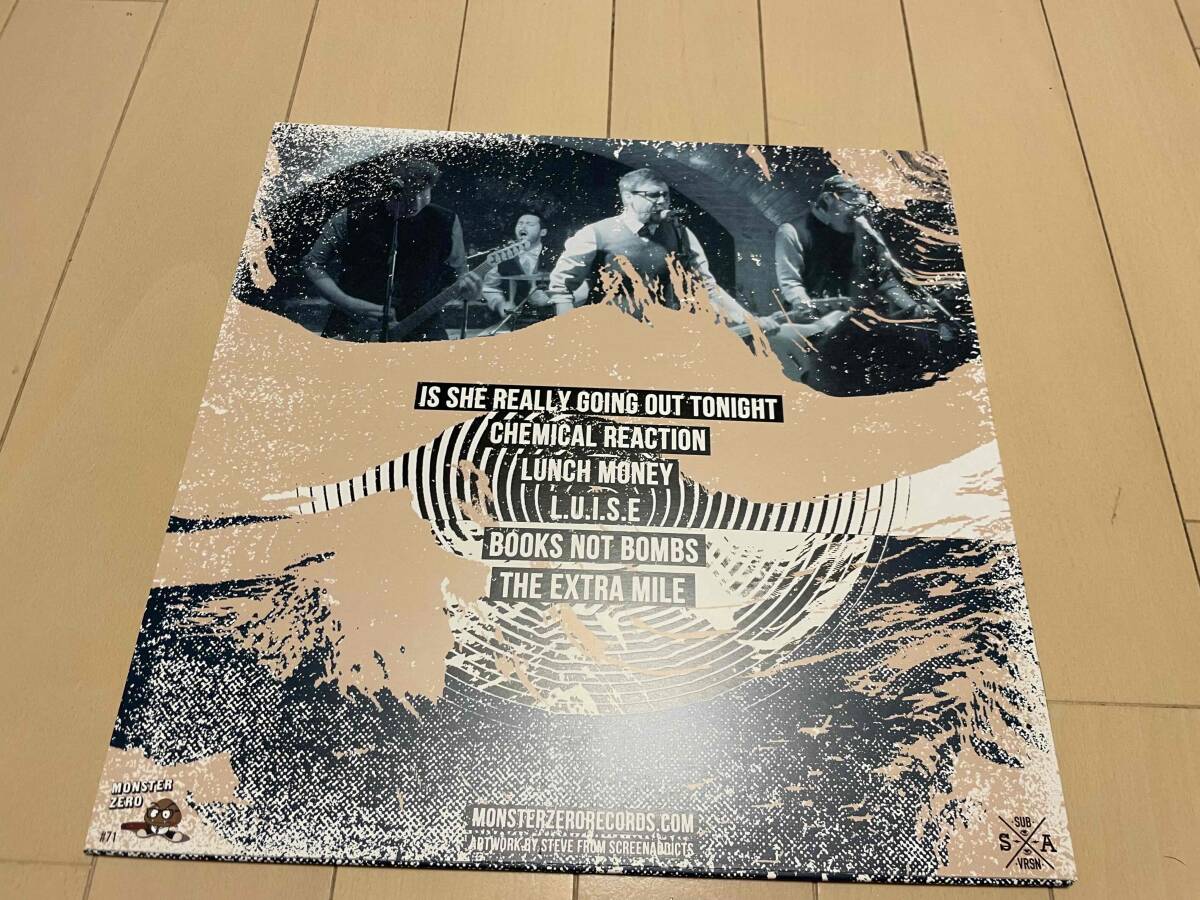 IS SHE REALLY GOING OUT TONIGHT
CHEMICAL REACTION
LUNCH MONEY
L.U.I.S.E
BOOKS NOT BOMBS
THE EXTRA MILE
MONSTER
ZERO
#71
MONSTERZERORECORDS.COM
ARTWORK BY STEVE FROM SCREENADDICTS
SUB
S A
VRSN